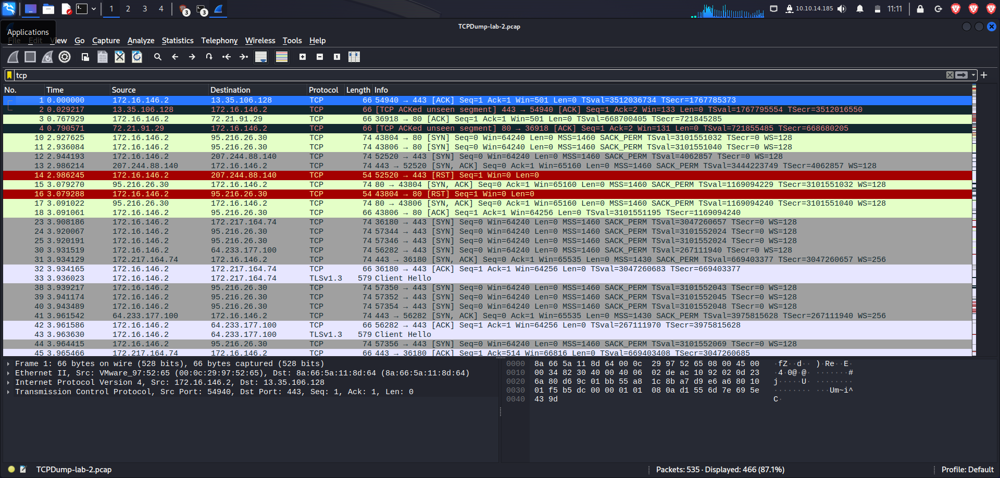 1 2 3 4 3 3 10.10.14.185 11:11
TCPDump-lab-2.pcap
Applications
File Edit View Go Capture Analyze Statistics Telephony Wireless Tools Help
tcp
No. Time Source Destination Protocol Length Info
1 0.000000 172.16.146.2 13.35.106.128 TCP 66 54940 → 443 [ACK] Seq=1 Ack=1 Win=501 Len=0 TSval=3512036734 TSecr=1767785373
2 0.029217 13.35.106.128 172.16.146.2 TCP 66 [TCP ACKed unseen segment] 443 → 54940 [ACK] Seq=1 Ack=2 Win=133 Len=0 TSval=1767795554 TSecr=3512016550
3 0.767929 172.16.146.2 72.21.91.29 TCP 66 36918 → 80 [ACK] Seq=1 Ack=1 Win=501 Len=0 TSval=668700405 TSecr=721845285
4 0.790571 72.21.91.29 172.16.146.2 TCP 66 [TCP ACKed unseen segment] 80 → 36918 [ACK] Seq=1 Ack=2 Win=131 Len=0 TSval=721855485 TSecr=668680205
10 2.927625 172.16.146.2 95.216.26.30 TCP 74 43804 → 80 [SYN] Seq=0 Win=64240 Len=0 MSS=1460 SACK_PERM TSval=3101551032 TSecr=0 WS=128
11 2.936084 172.16.146.2 95.216.26.30 TCP 74 43806 → 80 [SYN] Seq=0 Win=64240 Len=0 MSS=1460 SACK_PERM TSval=3101551040 TSecr=0 WS=128
12 2.944193 172.16.146.2 207.244.88.140 TCP 74 52520 → 443 [SYN] Seq=0 Win=64240 Len=0 MSS=1460 SACK_PERM TSval=4062857 TSecr=0 WS=128
13 2.986214 207.244.88.140 172.16.146.2 TCP 74 443 → 52520 [SYN, ACK] Seq=0 Ack=1 Win=65160 Len=0 MSS=1460 SACK_PERM TSval=3444223749 TSecr=4062857 WS=128
14 2.986245 172.16.146.2 207.244.88.140 TCP 54 52520 → 443 [RST] Seq=1 Win=0 Len=0
15 3.079270 95.216.26.30 172.16.146.2 TCP 74 80 → 43804 [SYN, ACK] Seq=0 Ack=1 Win=65160 Len=0 MSS=1460 SACK_PERM TSval=1169094229 TSecr=3101551032 WS=128
16 3.079288 172.16.146.2 95.216.26.30 TCP 54 43804 → 80 [RST] Seq=1 Win=0 Len=0
17 3.091022 95.216.26.30 172.16.146.2 TCP 74 80 → 43806 [SYN, ACK] Seq=0 Ack=1 Win=65160 Len=0 MSS=1460 SACK_PERM TSval=1169094240 TSecr=3101551040 WS=128
18 3.091061 172.16.146.2 95.216.26.30 TCP 66 43806 → 80 [ACK] Seq=1 Ack=1 Win=64256 Len=0 TSval=3101551195 TSecr=1169094240
23 3.908186 172.16.146.2 172.217.164.74 TCP 74 36180 → 443 [SYN] Seq=0 Win=64240 Len=0 MSS=1460 SACK_PERM TSval=3047260657 TSecr=0 WS=128
24 3.920067 172.16.146.2 95.216.26.30 TCP 74 57344 → 443 [SYN] Seq=0 Win=64240 Len=0 MSS=1460 SACK_PERM TSval=3101552024 TSecr=0 WS=128
25 3.920191 172.16.146.2 95.216.26.30 TCP 74 57346 → 443 [SYN] Seq=0 Win=64240 Len=0 MSS=1460 SACK_PERM TSval=3101552024 TSecr=0 WS=128
30 3.931519 172.16.146.2 64.233.177.100 TCP 74 56282 → 443 [SYN] Seq=0 Win=64240 Len=0 MSS=1460 SACK_PERM TSval=267111940 TSecr=0 WS=128
31 3.934129 172.217.164.74 172.16.146.2 TCP 74 443 → 36180 [SYN, ACK] Seq=0 Ack=1 Win=65535 Len=0 MSS=1430 SACK_PERM TSval=669403377 TSecr=3047260657 WS=256
32 3.934165 172.16.146.2 172.217.164.74 TCP 66 36180 → 443 [ACK] Seq=1 Ack=1 Win=64256 Len=0 TSval=3047260683 TSecr=669403377
33 3.936023 172.16.146.2 172.217.164.74 TLSv1.3 579 Client Hello
38 3.939217 172.16.146.2 95.216.26.30 TCP 74 57350 → 443 [SYN] Seq=0 Win=64240 Len=0 MSS=1460 SACK_PERM TSval=3101552043 TSecr=0 WS=128
39 3.941174 172.16.146.2 95.216.26.30 TCP 74 57352 → 443 [SYN] Seq=0 Win=64240 Len=0 MSS=1460 SACK_PERM TSval=3101552045 TSecr=0 WS=128
40 3.943489 172.16.146.2 95.216.26.30 TCP 74 57354 → 443 [SYN] Seq=0 Win=64240 Len=0 MSS=1460 SACK_PERM TSval=3101552048 TSecr=0 WS=128
41 3.961542 64.233.177.100 172.16.146.2 TCP 74 443 → 56282 [SYN, ACK] Seq=0 Ack=1 Win=65535 Len=0 MSS=1430 SACK_PERM TSval=3975815628 TSecr=267111940 WS=256
42 3.961586 172.16.146.2 64.233.177.100 TCP 66 56282 → 443 [ACK] Seq=1 Ack=1 Win=64256 Len=0 TSval=267111970 TSecr=3975815628
43 3.963630 172.16.146.2 64.233.177.100 TLSv1.3 579 Client Hello
44 3.964415 172.16.146.2 95.216.26.30 TCP 74 57356 → 443 [SYN] Seq=0 Win=64240 Len=0 MSS=1460 SACK_PERM TSval=3101552069 TSecr=0 WS=128
45 3.965466 172.217.164.74 172.16.146.2 TCP 66 443 → 36180 [ACK] Seq=1 Ack=514 Win=66816 Len=0 TSval=669403408 TSecr=3047260685
Frame 1: 66 bytes on wire (528 bits), 66 bytes captured (528 bits)
Ethernet II, Src: VMware_97:52:65 (00:0c:29:97:52:65), Dst: 8a:66:5a:11:8d:64 (8a:66:5a:11:8d:64)
Internet Protocol Version 4, Src: 172.16.146.2, Dst: 13.35.106.128
Transmission Control Protocol, Src Port: 54940, Dst Port: 443, Seq: 1, Ack: 1, Len: 0
0000 8a 66 5a 11 8d 64 00 0c 29 97 52 65 08 00 45 00 ·fZ··d·· )·Re··E·
0010 00 34 82 30 40 00 40 06 02 de ac 10 92 02 0d 23 ·4·0@·@· ·······#
0020 6a 80 d6 9c 01 bb 55 a8 1c 8b a7 d9 e6 a6 80 10 j·····U· ········
0030 01 f5 b5 dc 00 00 01 01 08 0a d1 55 6d 7e 69 5e ········ ···Um~i^
0040 43 9d C·
TCPDump-lab-2.pcap
Packets: 535 · Displayed: 466 (87.1%)
Profile: Default